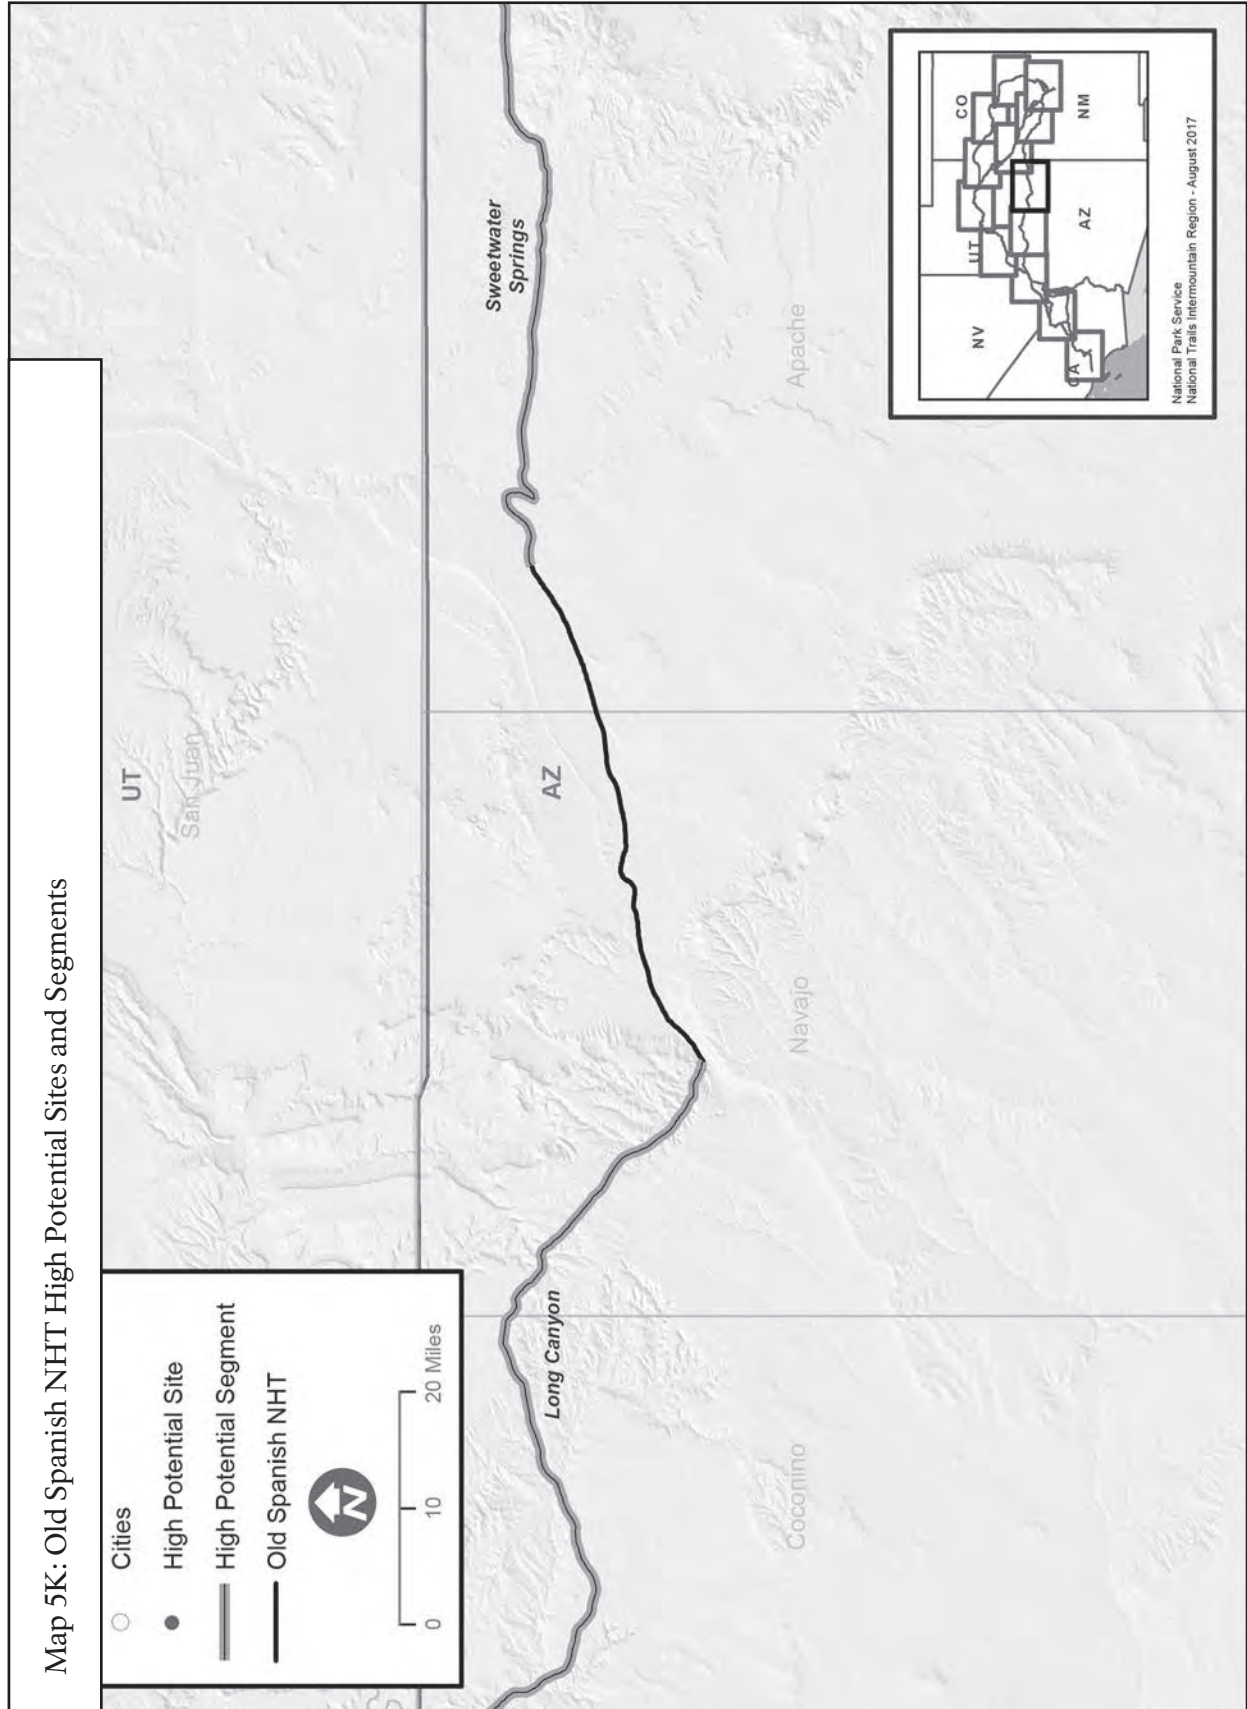 Map 5K: Old Spanish NHT High Potential Sites and Segments
Cities
High Potential Site
High Potential Segment
Old Spanish NHT
N
0
10
20 Miles
UT
San Juan
AZ
Sweetwater
Springs
Long Canyon
Apache
Navajo
Coconino
NV
UT
CO
CA
AZ
NM
National Park Service
National Trails Intermountain Region - August 2017